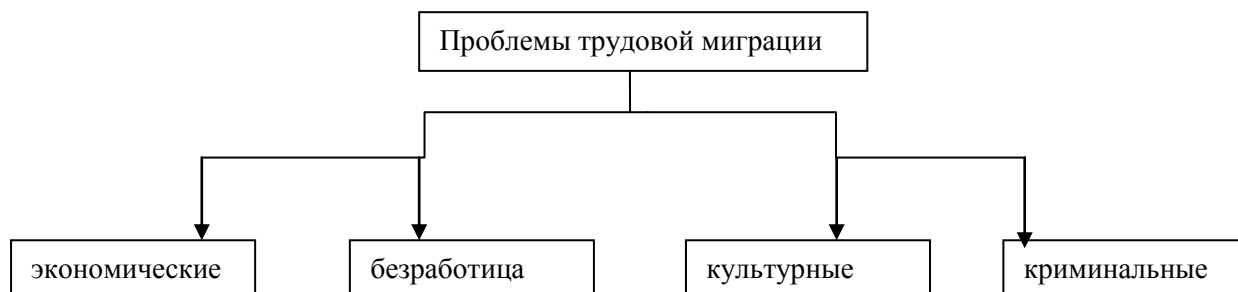 Проблемы трудовой миграции
экономические
безработица
культурные
криминальные